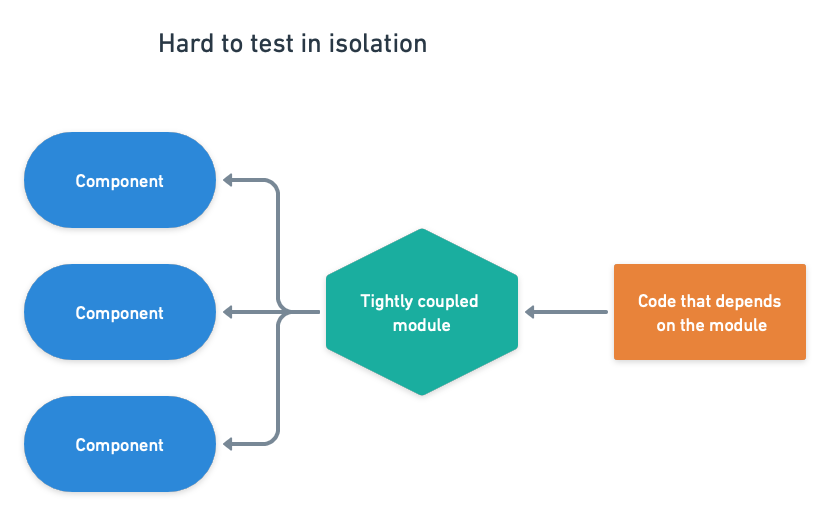 Hard to test in isolation
Component
Component
Component
Tightly coupled
module
Code that depends
on the module